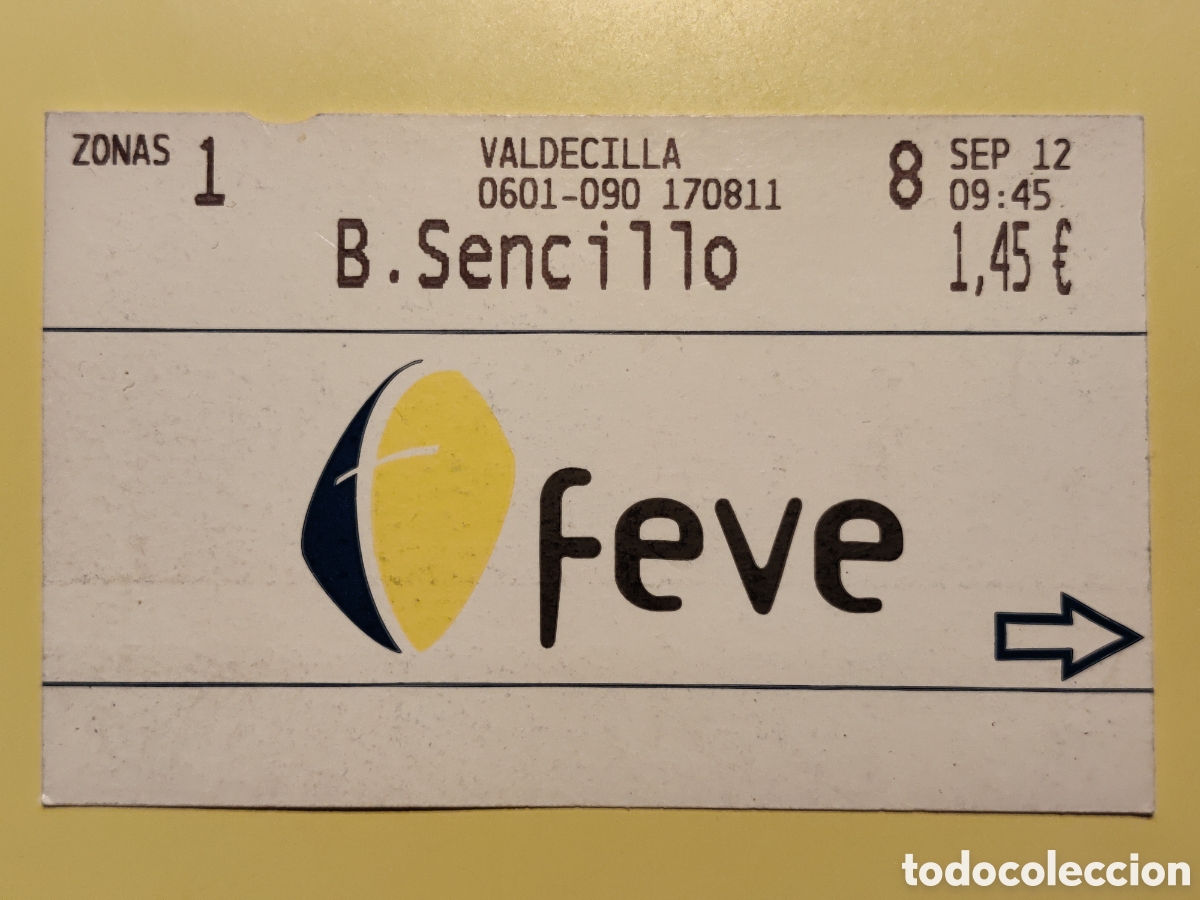 ZONAS 1 VALDECILLA 8 SEP 12
0601-090 170811 09:45
B.Sencillo 1,45 €
feve
todocoleccion